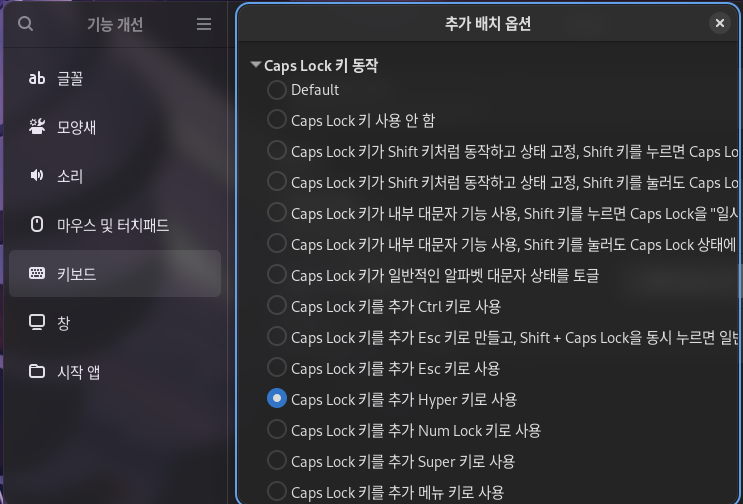 기능 개선
추가 배치 옵션
글꼴
모양새
소리
마우스 및 터치패드
키보드
창
시작 앱
Caps Lock 키 동작
Default
Caps Lock 키 사용 안 함
Caps Lock 키가 Shift 키처럼 동작하고 상태 고정, Shift 키를 누르면 Caps Lo
Caps Lock 키가 Shift 키처럼 동작하고 상태 고정, Shift 키를 눌러도 Caps Lo
Caps Lock 키가 내부 대문자 기능 사용, Shift 키를 누르면 Caps Lock을 "일시
Caps Lock 키가 내부 대문자 기능 사용, Shift 키를 눌러도 Caps Lock 상태에
Caps Lock 키가 일반적인 알파벳 대문자 상태를 토글
Caps Lock 키를 추가 Ctrl 키로 사용
Caps Lock 키를 추가 Esc 키로 만들고, Shift + Caps Lock을 동시 누르면 일반
Caps Lock 키를 추가 Esc 키로 사용
Caps Lock 키를 추가 Hyper 키로 사용
Caps Lock 키를 추가 Num Lock 키로 사용
Caps Lock 키를 추가 Super 키로 사용
Caps Lock 키를 추가 메뉴 키로 사용